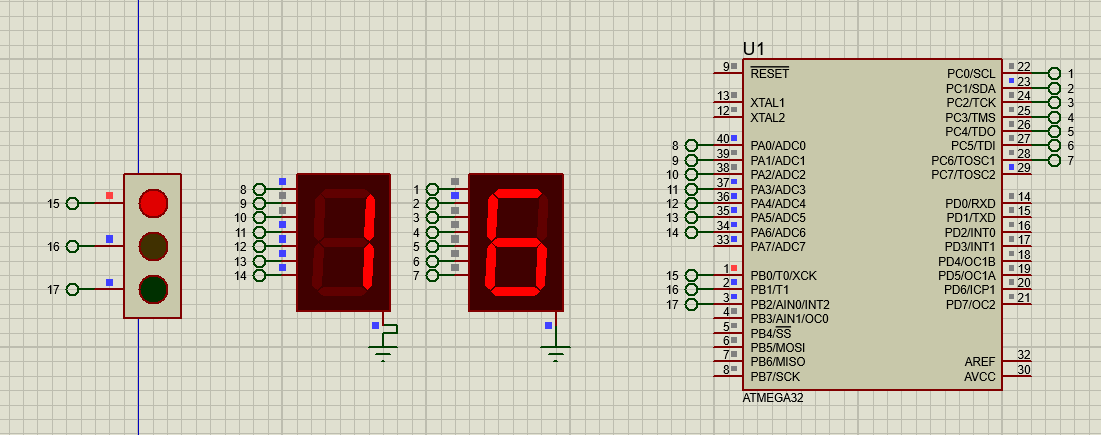 U1
9 RESET PC0/SCL 22 1
PC1/SDA 23 2
13 XTAL1 PC2/TCK 24 3
12 XTAL2 PC3/TMS 25 4
PC4/TDO 26 5
8 40 PA0/ADC0 PC5/TDI 27 6
9 39 PA1/ADC1 PC6/TOSC1 28 7
10 38 PA2/ADC2 PC7/TOSC2 29
11 37 PA3/ADC3
12 36 PA4/ADC4 PD0/RXD 14
13 35 PA5/ADC5 PD1/TXD 15
14 34 PA6/ADC6 PD2/INT0 16
33 PA7/ADC7 PD3/INT1 17
PD4/OC1B 18
15 1 PB0/T0/XCK PD5/OC1A 19
16 2 PB1/T1 PD6/ICP1 20
17 3 PB2/AIN0/INT2 PD7/OC2 21
4 PB3/AIN1/OC0
5 PB4/SS
6 PB5/MOSI
7 PB6/MISO AREF 32
8 PB7/SCK AVCC 30
ATMEGA32
15
16
17
8
9
10
11
12
13
14
1
1
2
3
4
5
6
7
6